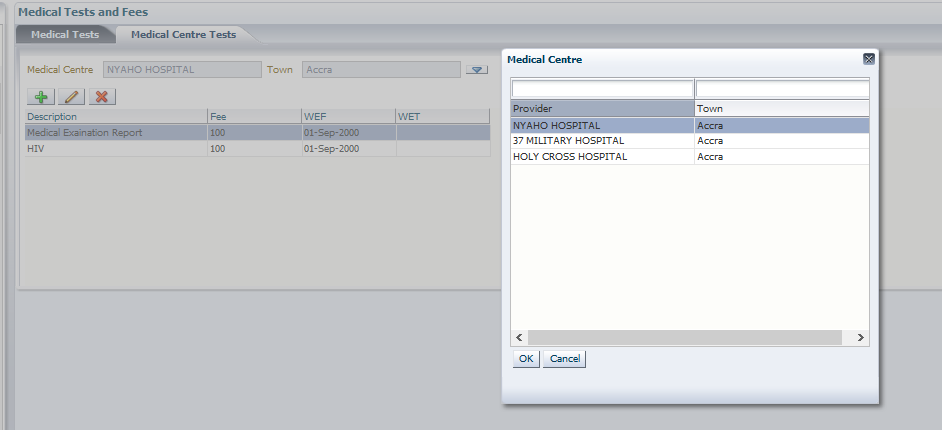 Medical Tests and Fees
Medical Tests Medical Centre Tests
Medical Centre NYAHO HOSPITAL Town Accra
Description Fee WEF WET
Medical Exaination Report 100 01-Sep-2000
HIV 100 01-Sep-2000
Medical Centre
Provider Town
NYAHO HOSPITAL Accra
37 MILITARY HOSPITAL Accra
HOLY CROSS HOSPITAL Accra
OK Cancel